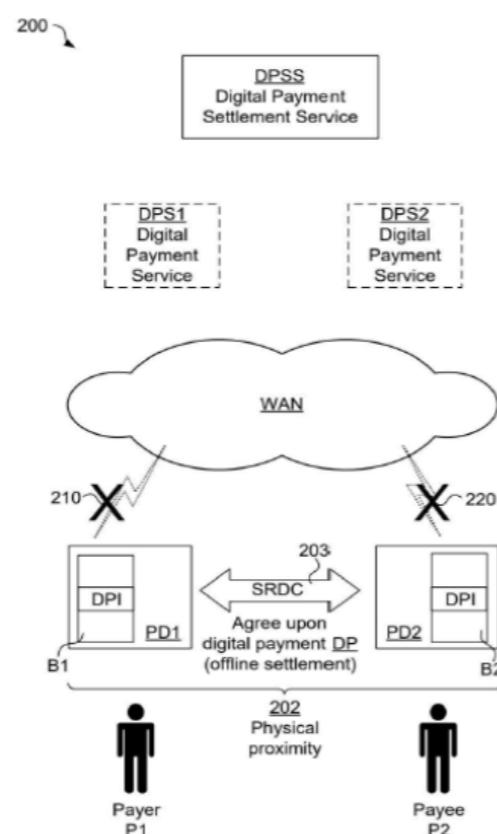 200
DPSS
Digital Payment
Settlement Service
DPS1
Digital
Payment
Service
DPS2
Digital
Payment
Service
WAN
210
220
203
SRDC
DPI
PD1
B1
Agree upon
digital payment DP
(offline settlement)
PD2
DPI
B2
202
Physical
proximity
Payer
P1
Payee
P2